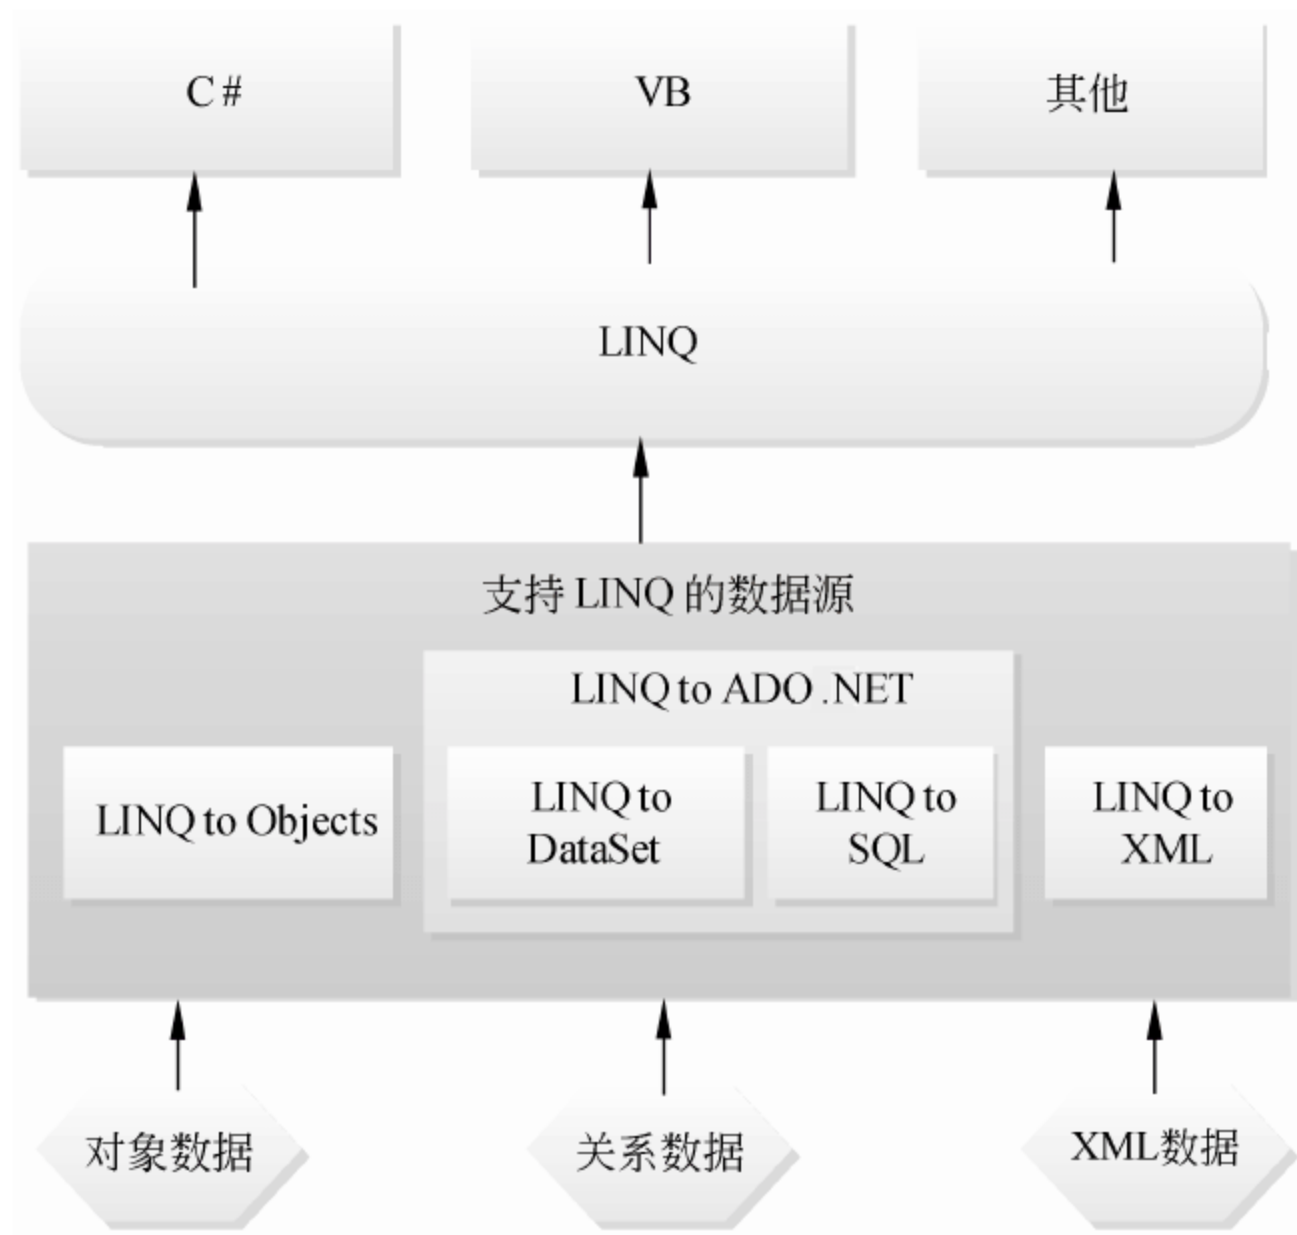 C#
VB
其他
LINQ
支持 LINQ 的数据源
LINQ to ADO .NET
LINQ to Objects
LINQ to
DataSet
LINQ to
SQL
LINQ to
XML
对象数据
关系数据
XML数据